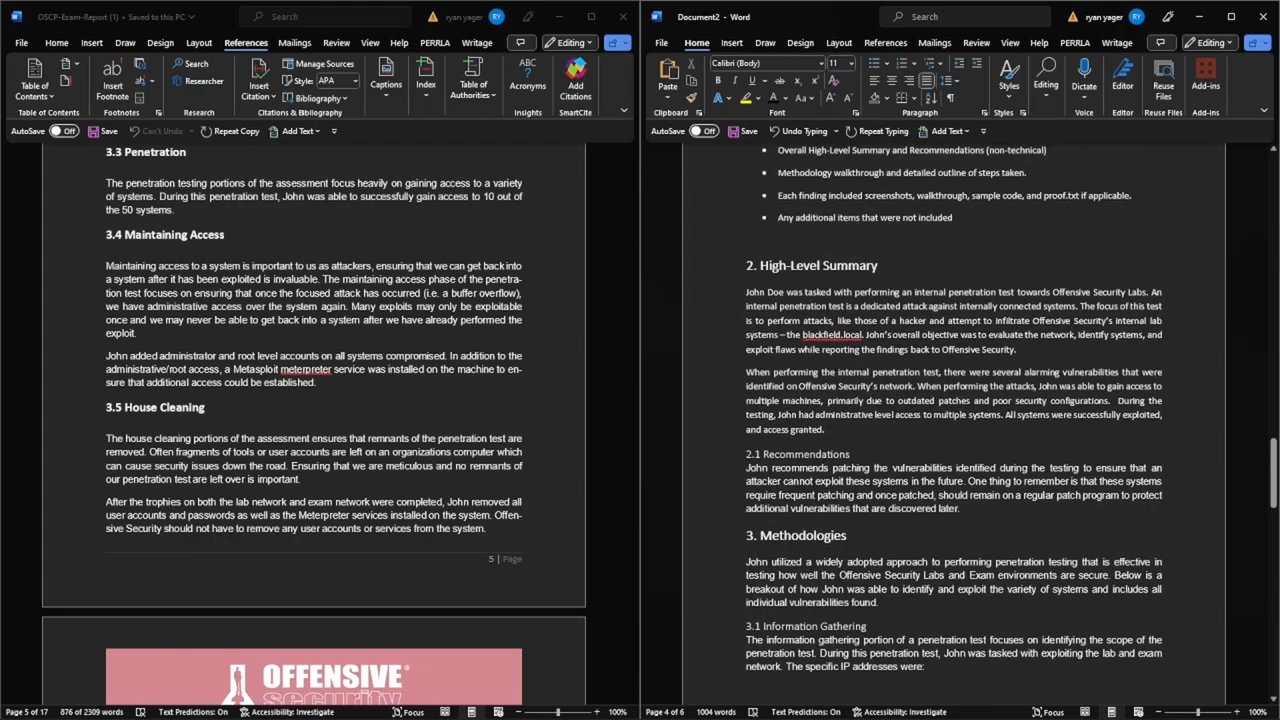 OSCP-Exam-Report (1) • Saved to this PC
Search
ryan yager
RY
File Home Insert Draw Design Layout References Mailings Review View Help PERRLA Writage
Editing
Table of Contents
Insert Footnote
Search
Researcher
Insert Citation
Manage Sources
Style: APA
Bibliography
Captions
Index
Table of Authorities
Acronyms
Add Citations
Table of Contents
Footnotes
Research
Citations & Bibliography
Insights
SmartCite
AutoSave Off Save Can't Undo Repeat Copy Add Text
3.3 Penetration
The penetration testing portions of the assessment focus heavily on gaining access to a variety
of systems. During this penetration test, John was able to successfully gain access to 10 out of
the 50 systems.
3.4 Maintaining Access
Maintaining access to a system is important to us as attackers, ensuring that we can get back into
a system after it has been exploited is invaluable. The maintaining access phase of the penetra-
tion test focuses on ensuring that once the focused attack has occurred (i.e. a buffer overflow),
we have administrative access over the system again. Many exploits may only be exploitable
once and we may never be able to get back into a system after we have already performed the
exploit.
John added administrator and root level accounts on all systems compromised. In addition to the
administrative/root access, a Metasploit meterpreter service was installed on the machine to en-
sure that additional access could be established.
3.5 House Cleaning
The house cleaning portions of the assessment ensures that remnants of the penetration test are
removed. Often fragments of tools or user accounts are left on an organizations computer which
can cause security issues down the road. Ensuring that we are meticulous and no remnants of
our penetration test are left over is important.
After the trophies on both the lab network and exam network were completed, John removed all
user accounts and passwords as well as the Meterpreter services installed on the system. Offen-
sive Security should not have to remove any user accounts or services from the system.
5 | Page
OFFENSIVE®
security
Page 5 of 17 876 of 2309 words Text Predictions: On Accessibility: Investigate Focus 100%
Document2 - Word
Search
ryan yager
RY
File Home Insert Draw Design Layout References Mailings Review View Help PERRLA Writage
Editing
Paste
Calibri (Body) 11
Styles
Editing
Dictate
Editor
Reuse Files
Add-ins
Clipboard
Font
Paragraph
Styles
Voice
Editor
Reuse Files
Add-ins
AutoSave Off Save Undo Typing Repeat Typing Add Text
• Overall High-Level Summary and Recommendations (non-technical)
• Methodology walkthrough and detailed outline of steps taken.
• Each finding included screenshots, walkthrough, sample code, and proof.txt if applicable.
• Any additional items that were not included
2. High-Level Summary
John Doe was tasked with performing an internal penetration test towards Offensive Security Labs. An
internal penetration test is a dedicated attack against internally connected systems. The focus of this test
is to perform attacks, like those of a hacker and attempt to infiltrate Offensive Security's internal lab
systems – the blackfield.local. John's overall objective was to evaluate the network, identify systems, and
exploit flaws while reporting the findings back to Offensive Security.
When performing the internal penetration test, there were several alarming vulnerabilities that were
identified on Offensive Security's network. When performing the attacks, John was able to gain access to
multiple machines, primarily due to outdated patches and poor security configurations. During the
testing, John had administrative level access to multiple systems. All systems were successfully exploited,
and access granted.
2.1 Recommendations
John recommends patching the vulnerabilities identified during the testing to ensure that an
attacker cannot exploit these systems in the future. One thing to remember is that these systems
require frequent patching and once patched, should remain on a regular patch program to protect
additional vulnerabilities that are discovered later.
3. Methodologies
John utilized a widely adopted approach to performing penetration testing that is effective in
testing how well the Offensive Security Labs and Exam environments are secure. Below is a
breakout of how John was able to identify and exploit the variety of systems and includes all
individual vulnerabilities found.
3.1 Information Gathering
The information gathering portion of a penetration test focuses on identifying the scope of the
penetration test. During this penetration test, John was tasked with exploiting the lab and exam
network. The specific IP addresses were:
Page 4 of 6 1004 words Text Predictions: On Accessibility: Investigate Focus 100%